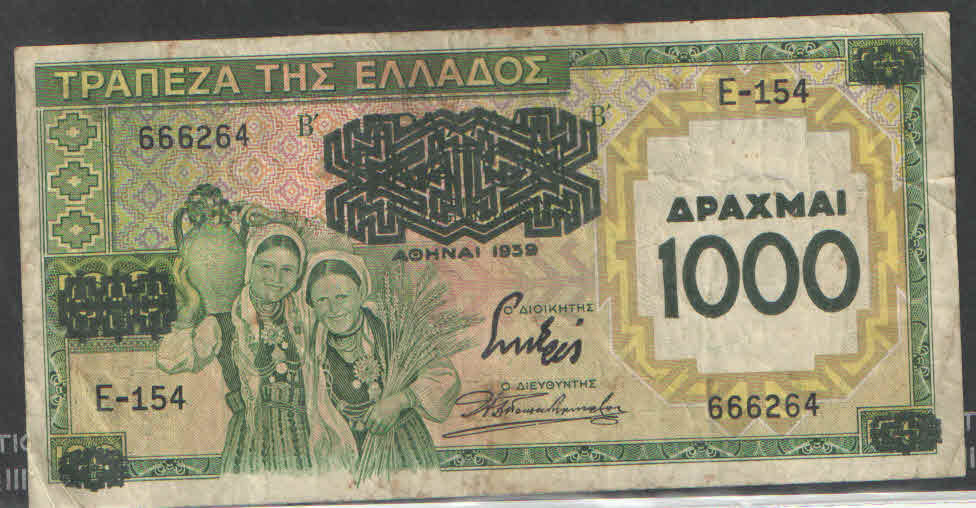 ΤΡΑΠΕΖΑ ΤΗΣ ΕΛΛΑΔΟΣ
E-154
666264
Β΄ Β΄
ΑΘΗΝΑΙ 1939
ΔΡΑΧΜΑΙ
1000
Ο ΔΙΟΙΚΗΤΗΣ
Ο ΔΙΕΥΘΥΝΤΗΣ
E-154
666264